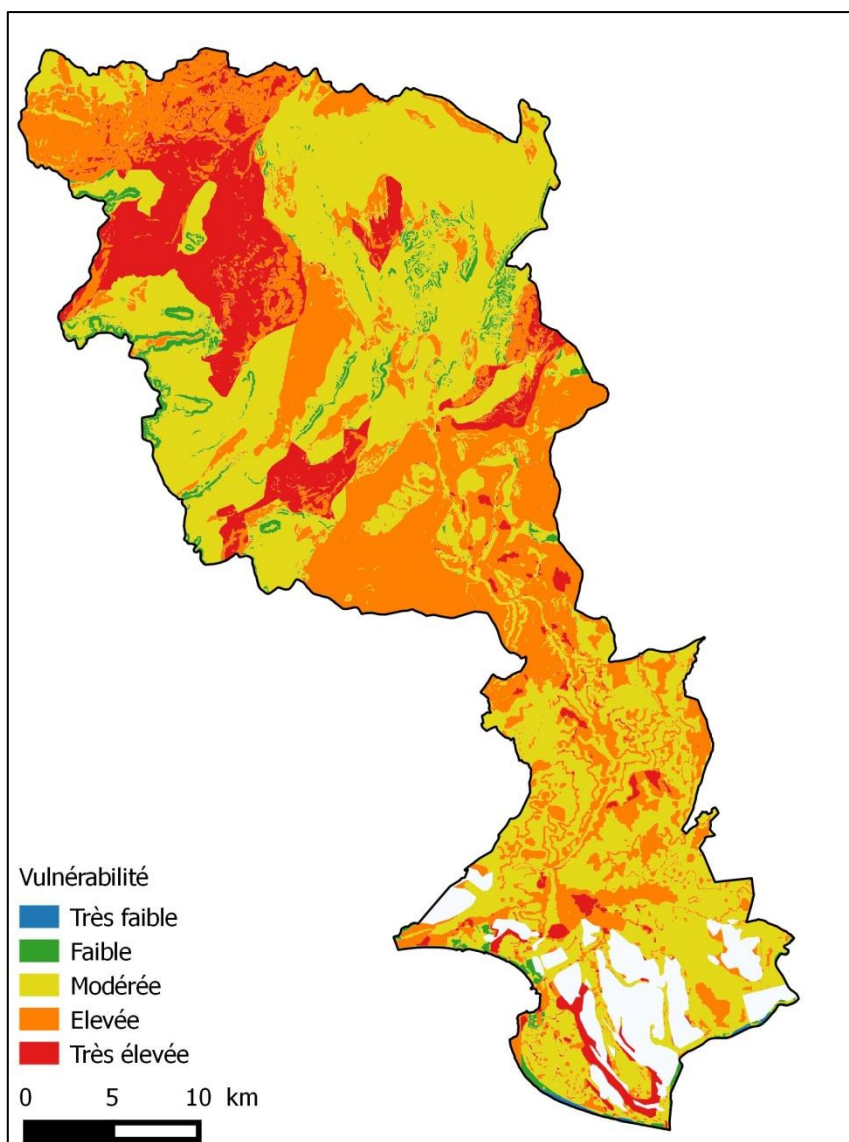 Vulnérabilité
Très faible
Faible
Modérée
Elevée
Très élevée
0 5 10 km